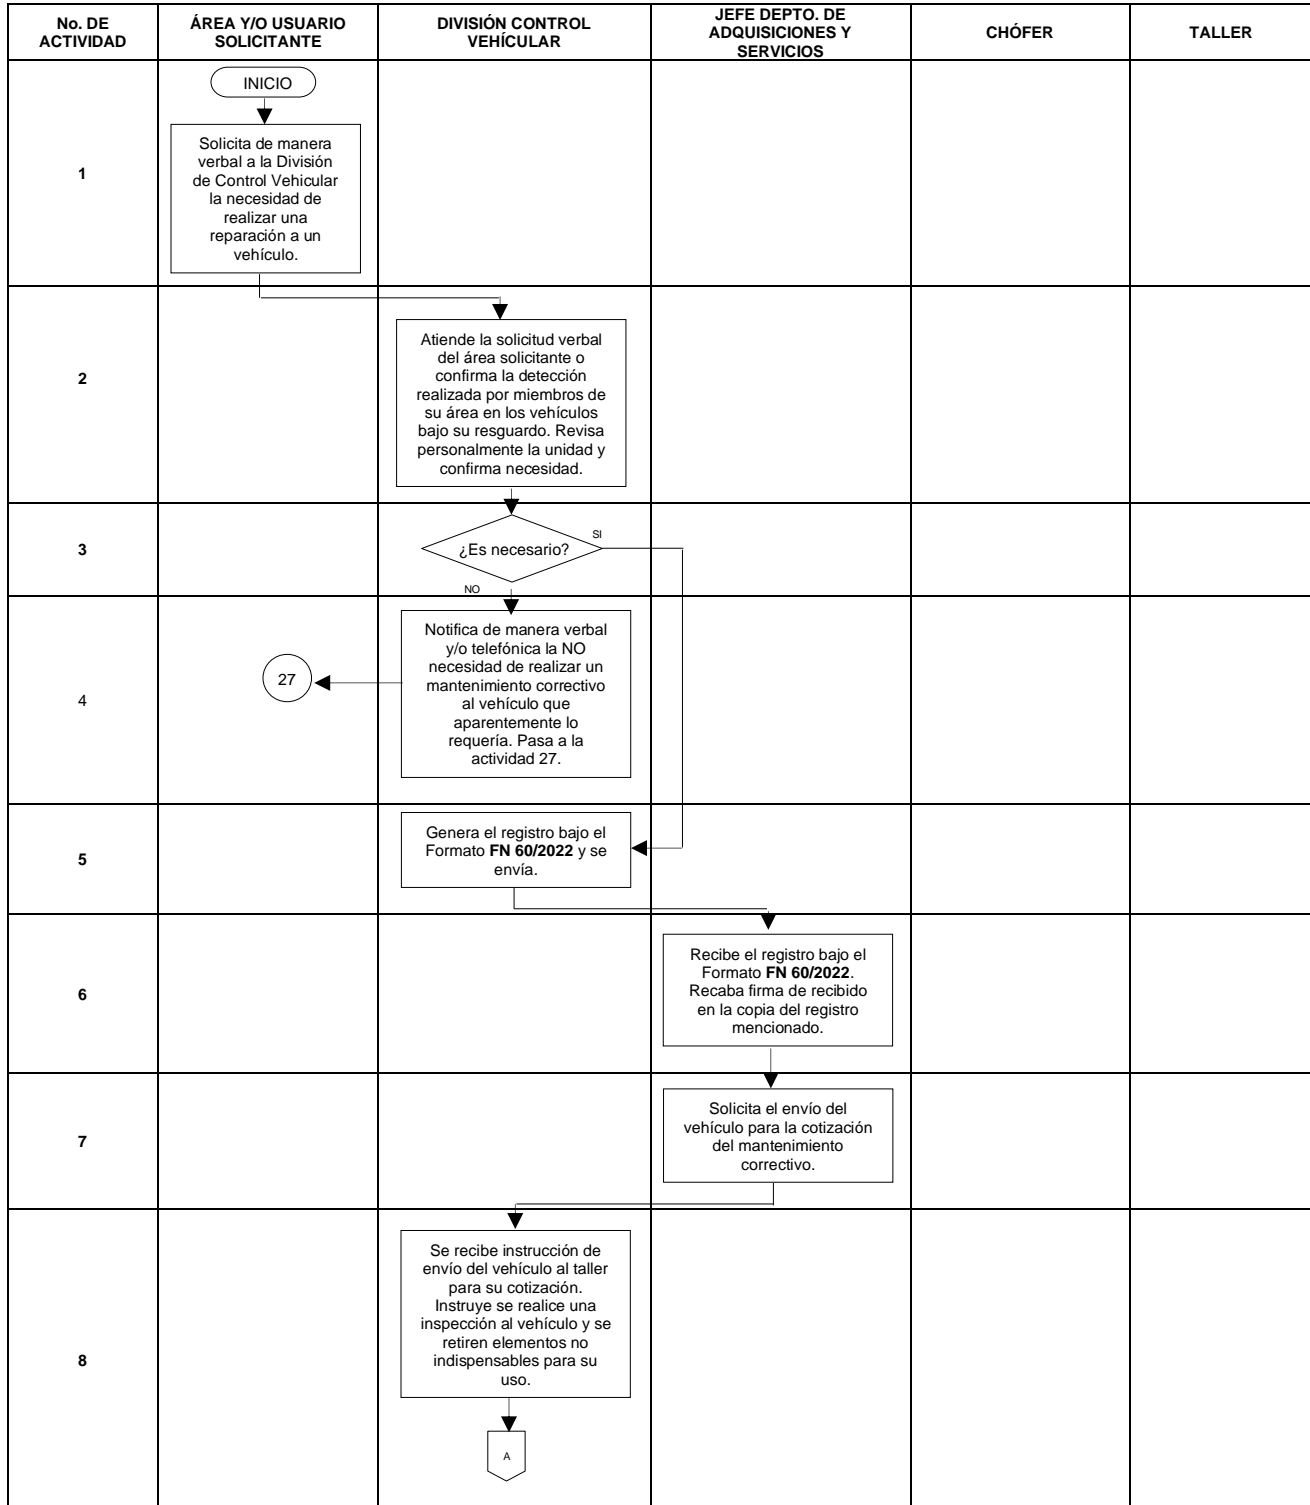 No. DE
ACTIVIDAD
ÁREA Y/O USUARIO
SOLICITANTE
DIVISIÓN CONTROL
VEHÍCULAR
JEFE DEPTO. DE
ADQUISICIONES Y
SERVICIOS
CHÓFER
TALLER
INICIO
1
Solicita de manera
verbal a la División
de Control Vehicular
la necesidad de
realizar una
reparación a un
vehículo.
2
Atiende la solicitud verbal
del área solicitante o
confirma la detección
realizada por miembros de
su área en los vehículos
bajo su resguardo. Revisa
personalmente la unidad y
confirma necesidad.
3
¿Es necesario?
SI
NO
4
27
Notifica de manera verbal
y/o telefónica la NO
necesidad de realizar un
mantenimiento correctivo
al vehículo que
aparentemente lo
requería. Pasa a la
actividad 27.
5
Genera el registro bajo el
Formato FN 60/2022 y se
envía.
6
Recibe el registro bajo el
Formato FN 60/2022.
Recaba firma de recibido
en la copia del registro
mencionado.
7
Solicita el envío del
vehículo para la cotización
del mantenimiento
correctivo.
8
Se recibe instrucción de
envío del vehículo al taller
para su cotización.
Instruye se realice una
inspección al vehículo y se
retiren elementos no
indispensables para su
uso.
A